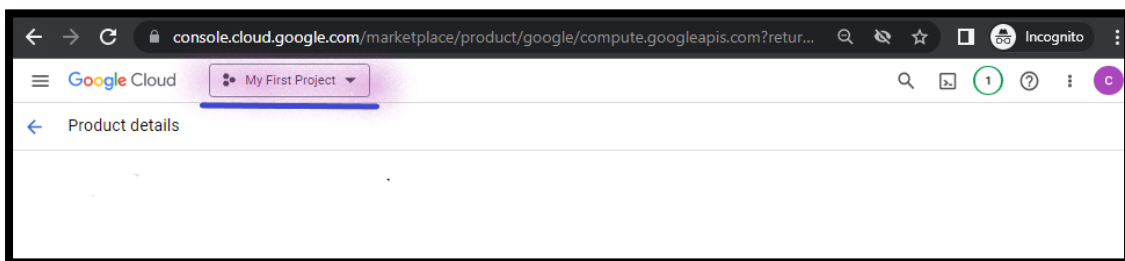 console.cloud.google.com/marketplace/product/google/compute.googleapis.com?retur... Incognito
Google Cloud My First Project 1 C
Product details